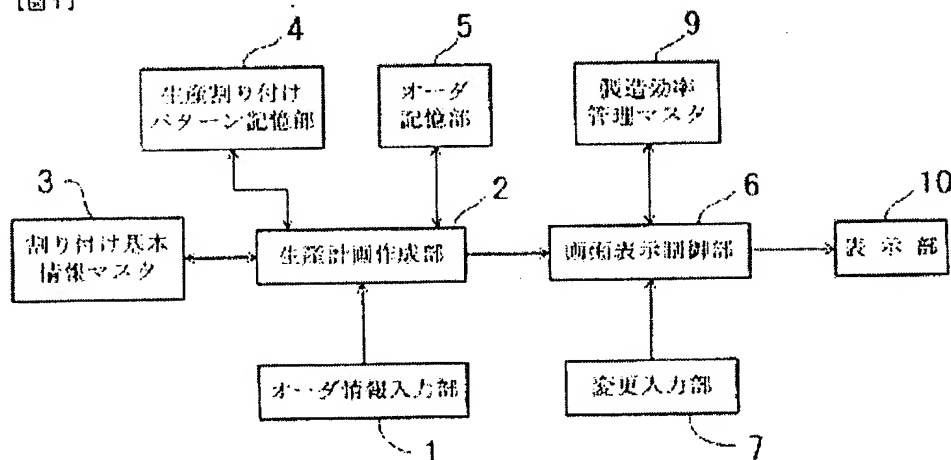 [図1]
4
5
9
生産割り付け
パターン記憶部
オーダ
記憶部
製造効率
管理マスタ
3
2
6
10
割り付け基本
情報マスタ
生産計画作成部
画面表示制御部
表示部
オーダ情報入力部
変更入力部
1
7